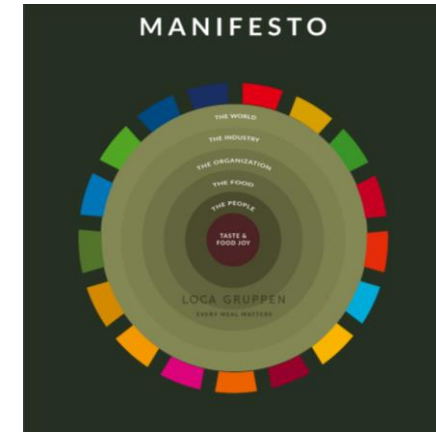 MANIFESTO
THE WORLD
THE INDUSTRY
THE ORGANIZATION
THE FOOD
THE PEOPLE
TASTE &
FOOD JOY
LOCA GRUPPEN
EVERY MEAL MATTERS